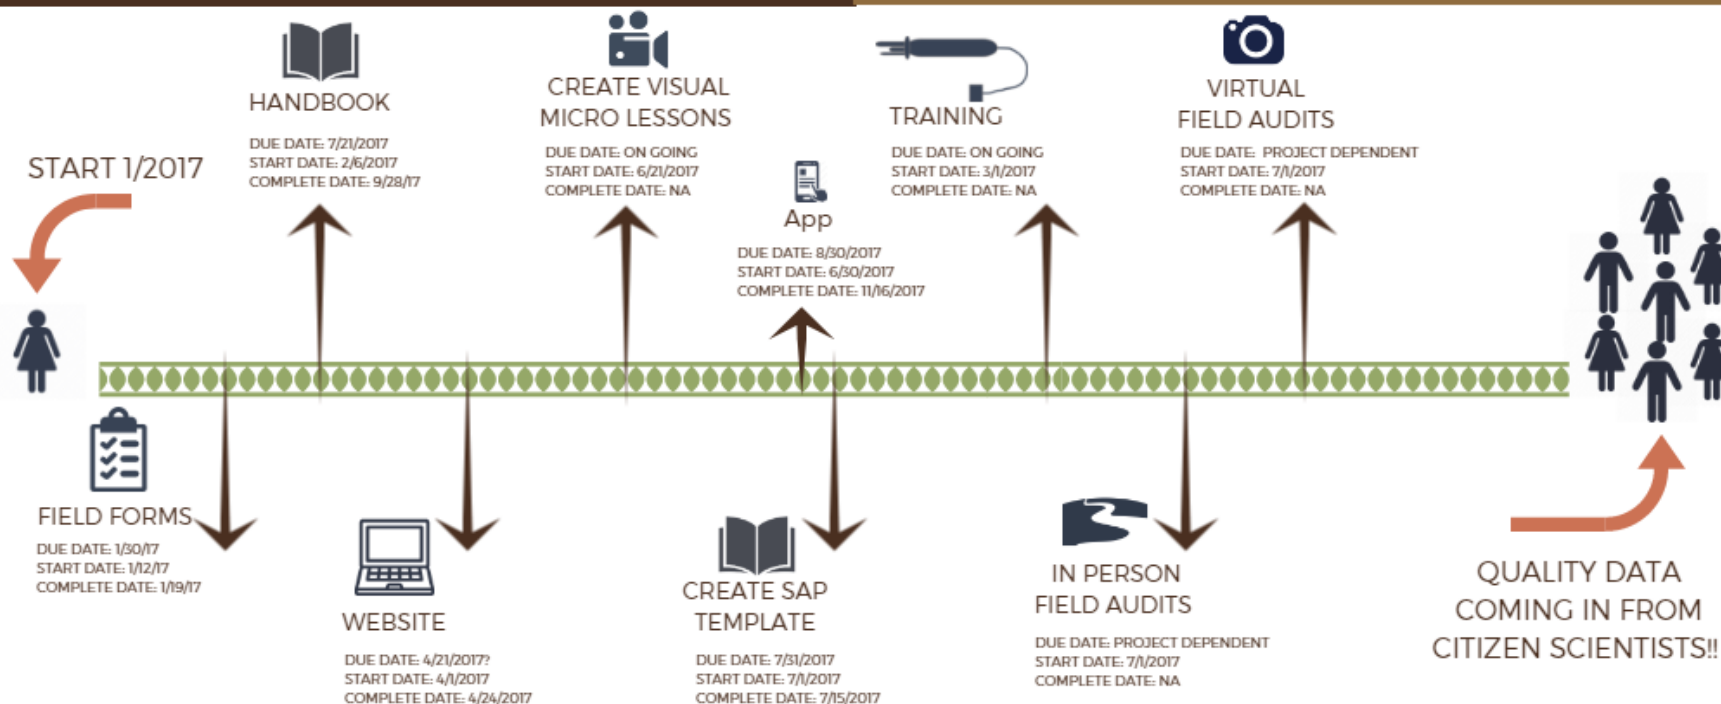 START 1/2017
HANDBOOK
DUE DATE: 7/21/2017
START DATE: 2/6/2017
COMPLETE DATE: 9/28/17
CREATE VISUAL
MICRO LESSONS
DUE DATE: ON GOING
START DATE: 6/21/2017
COMPLETE DATE: NA
App
DUE DATE: 8/30/2017
START DATE: 6/30/2017
COMPLETE DATE: 11/16/2017
TRAINING
DUE DATE: ON GOING
START DATE: 3/1/2017
COMPLETE DATE: NA
VIRTUAL
FIELD AUDITS
DUE DATE: PROJECT DEPENDENT
START DATE: 7/1/2017
COMPLETE DATE: NA
FIELD FORMS
DUE DATE: 1/30/17
START DATE: 1/12/17
COMPLETE DATE: 1/19/17
WEBSITE
DUE DATE: 4/21/2017?
START DATE: 4/1/2017
COMPLETE DATE: 4/24/2017
CREATE SAP
TEMPLATE
DUE DATE: 7/31/2017
START DATE: 7/1/2017
COMPLETE DATE: 7/15/2017
IN PERSON
FIELD AUDITS
DUE DATE: PROJECT DEPENDENT
START DATE: 7/1/2017
COMPLETE DATE: NA
QUALITY DATA
COMING IN FROM
CITIZEN SCIENTISTS!!